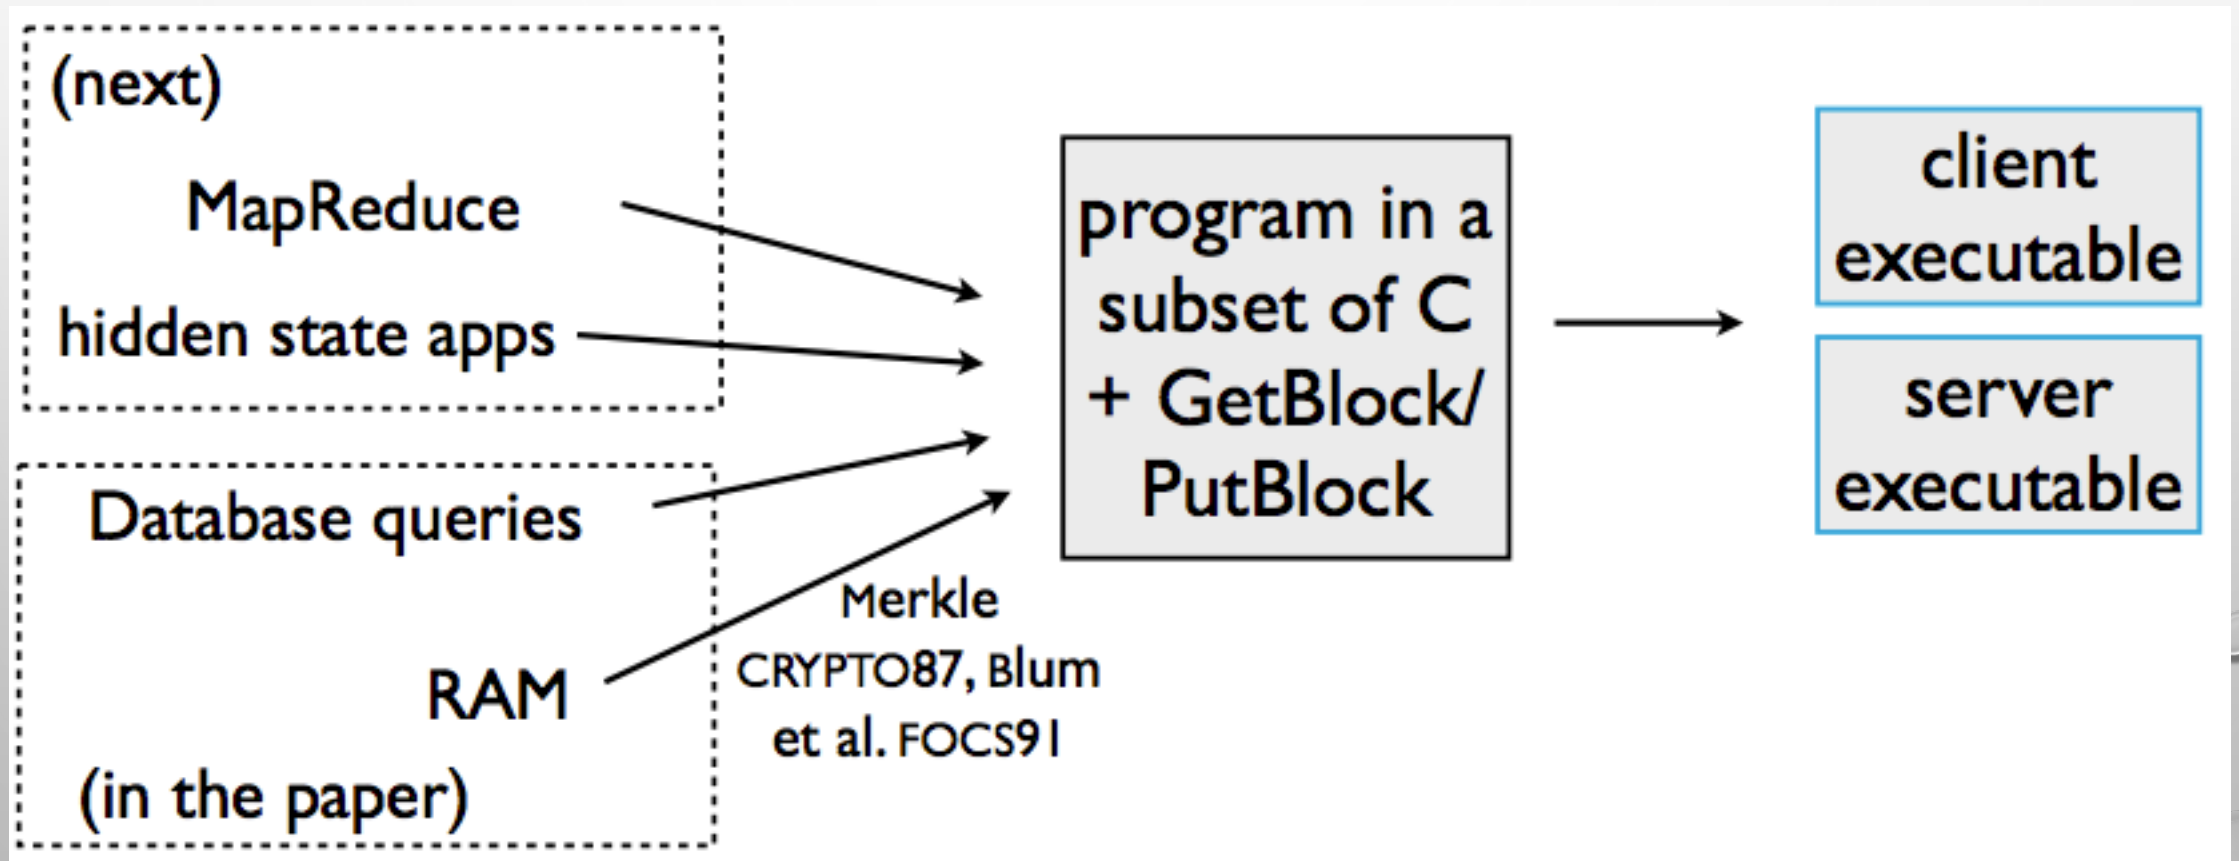 (next)
MapReduce
hidden state apps
Database queries
RAM
(in the paper)
Merkle
CRYPTO87, Blum
et al. FOCS91
program in a
subset of C
+ GetBlock/
PutBlock
client
executable
server
executable